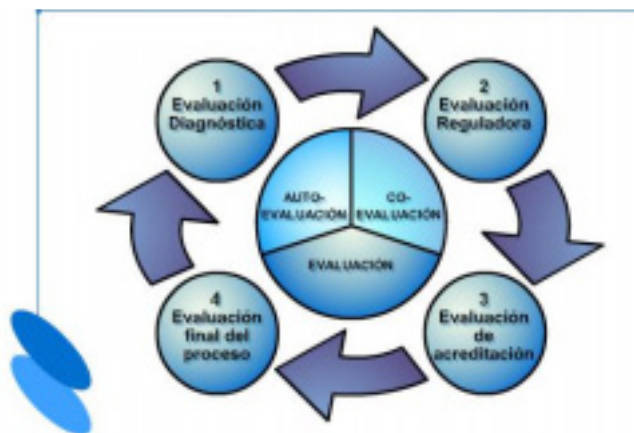 1
Evaluación
Diagnóstica
2
Evaluación
Reguladora
AUTO-
EVALUACIÓN
CO-
EVALUACIÓN
EVALUACIÓN
4
Evaluación
final del
proceso
3
Evaluación
de
acreditación